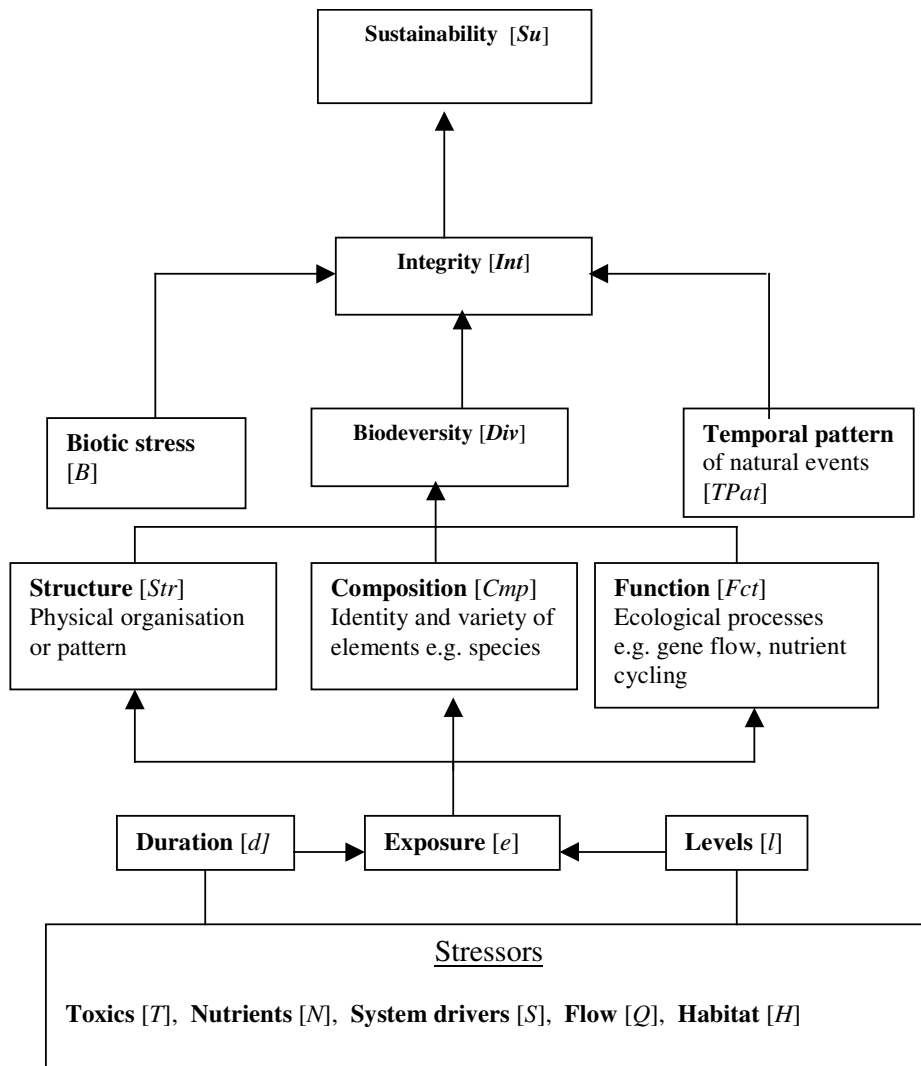 Sustainability [Su]
Integrity [Int]
Biotic stress
[B]
Biodeversity [Div]
Temporal pattern
of natural events
[TPat]
Structure [Str]
Physical organisation
or pattern
Composition [Cmp]
Identity and variety of
elements e.g. species
Function [Fct]
Ecological processes
e.g. gene flow, nutrient
cycling
Duration [d]
Exposure [e]
Levels [l]
Stressors
Toxics [T], Nutrients [N], System drivers [S], Flow [Q], Habitat [H]